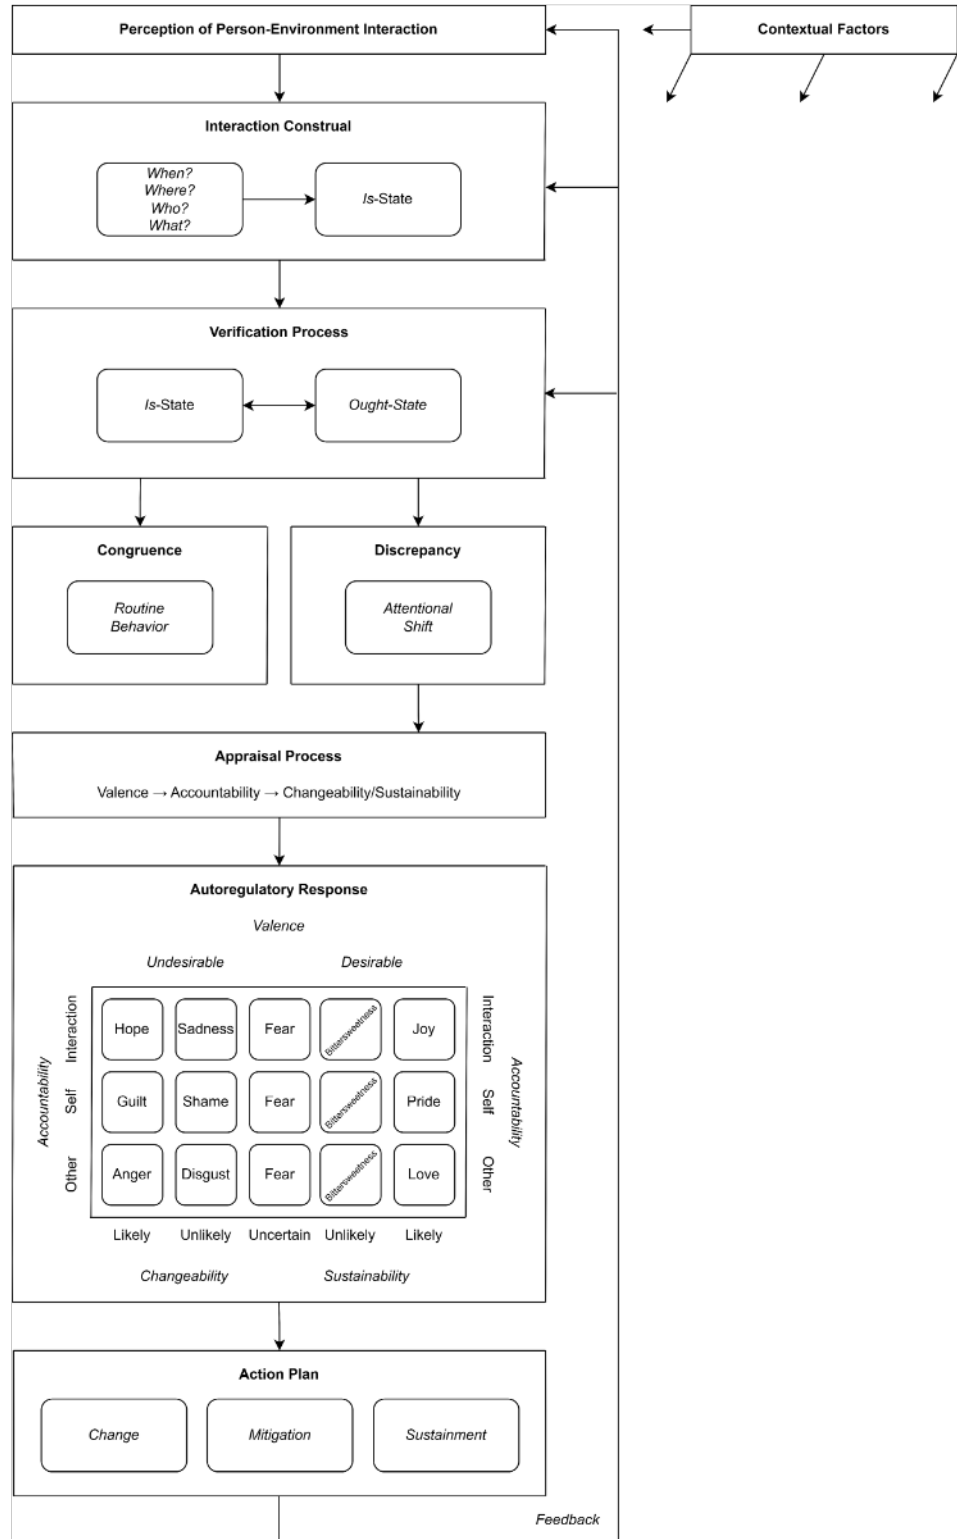 Perception of Person-Environment Interaction
Contextual Factors
Interaction Construal
When?
Where?
Who?
What?
Is-State
Verification Process
Is-State
Ought-State
Congruence
Discrepancy
Routine
Behavior
Attentional
Shift
Appraisal Process
Valence → Accountability → Changeability/Sustainability
Autoregulatory Response
Valence
Undesirable
Desirable
Accountability
Interaction
Hope
Sadness
Fear
Bittersweetness
Joy
Interaction
Self
Guilt
Shame
Fear
Bittersweetness
Pride
Self
Accountability
Other
Anger
Disgust
Fear
Bittersweetness
Love
Other
Likely
Unlikely
Uncertain
Unlikely
Likely
Changeability
Sustainability
Action Plan
Change
Mitigation
Sustainment
Feedback